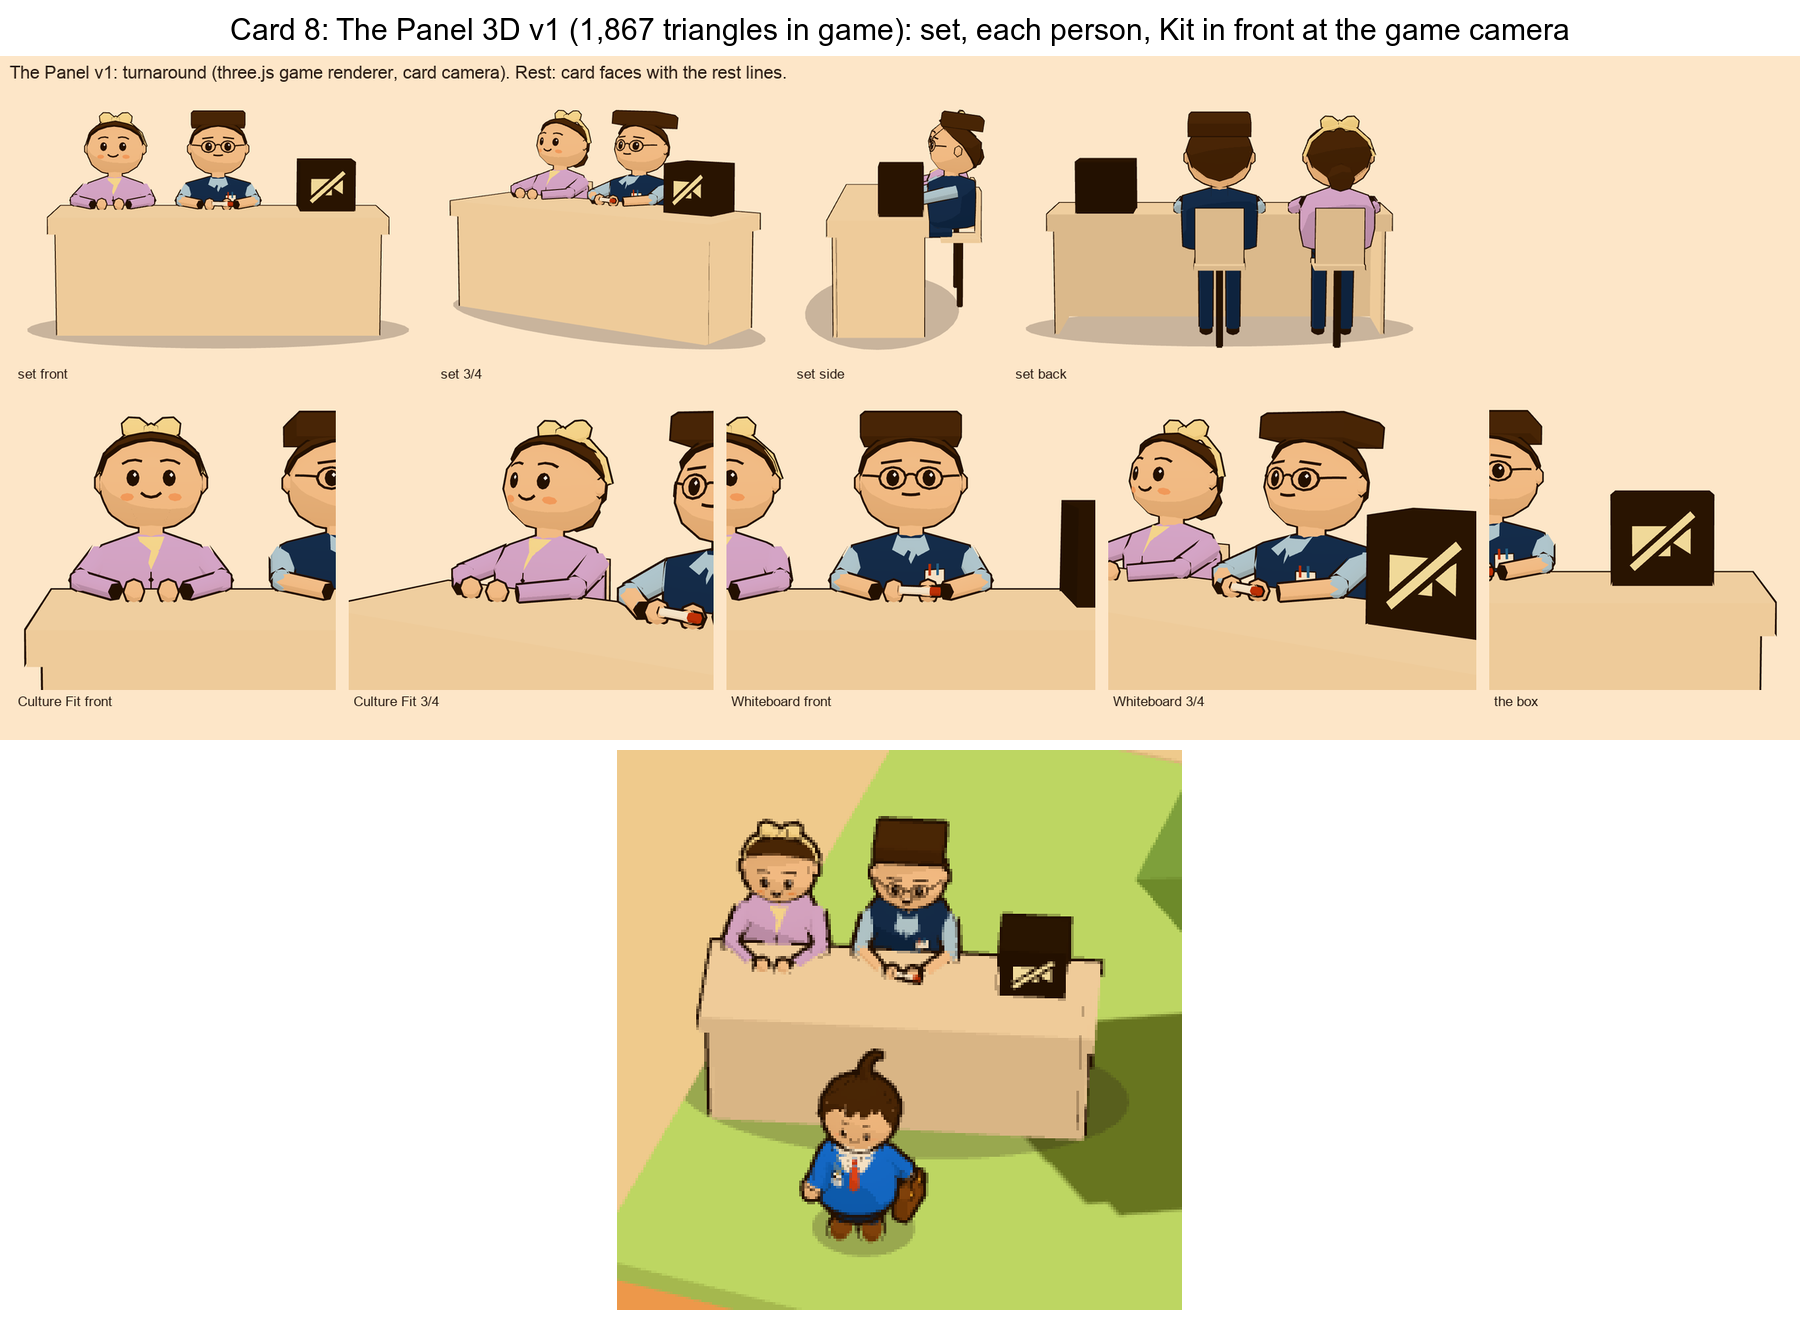 Card 8: The Panel 3D v1 (1,867 triangles in game): set, each person, Kit in front at the game camera
The Panel v1: turnaround (three.js game renderer, card camera). Rest: card faces with the rest lines.
set front
set 3/4
set side
set back
Culture Fit front
Culture Fit 3/4
Whiteboard front
Whiteboard 3/4
the box